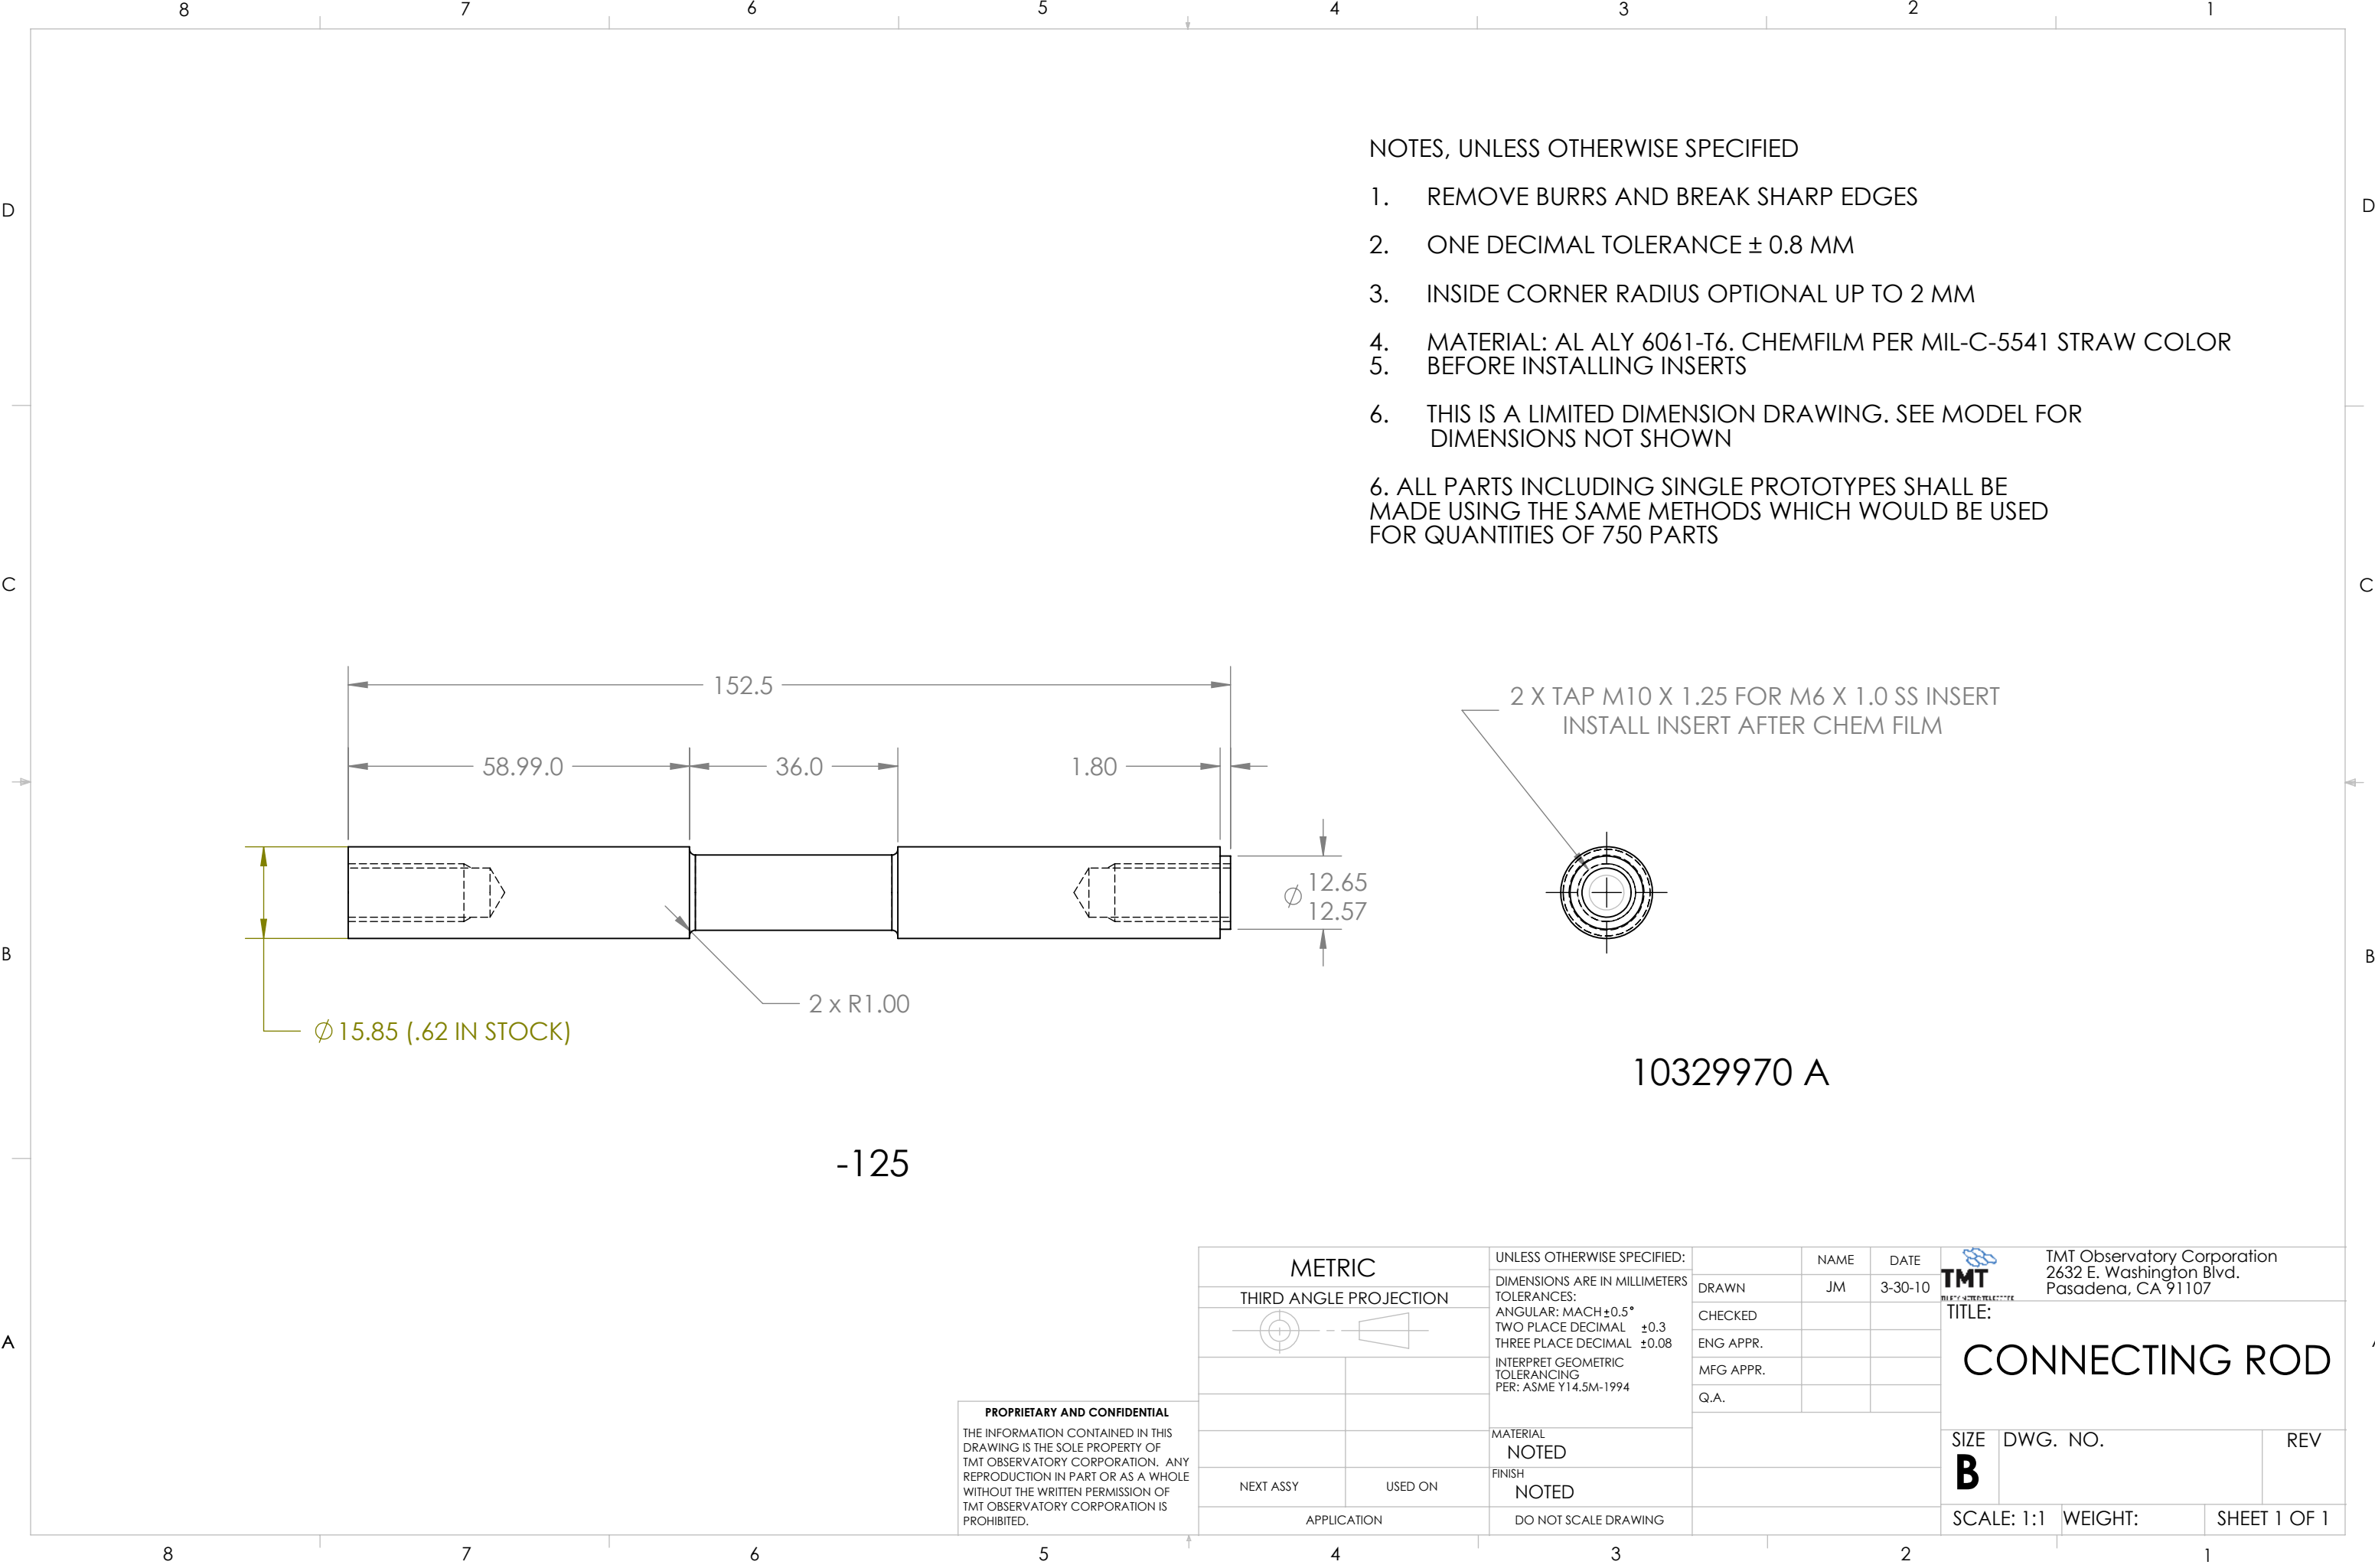 8 7 6 5 4 3 2 1
NOTES, UNLESS OTHERWISE SPECIFIED
1. REMOVE BURRS AND BREAK SHARP EDGES
D D
2. ONE DECIMAL TOLERANCE ± 0.8 MM
3. INSIDE CORNER RADIUS OPTIONAL UP TO 2 MM
4. MATERIAL: AL ALY 6061-T6. CHEMFILM PER MIL-C-5541 STRAW COLOR
5. BEFORE INSTALLING INSERTS
6. THIS IS A LIMITED DIMENSION DRAWING. SEE MODEL FOR
DIMENSIONS NOT SHOWN
6. ALL PARTS INCLUDING SINGLE PROTOTYPES SHALL BE
MADE USING THE SAME METHODS WHICH WOULD BE USED
FOR QUANTITIES OF 750 PARTS
C C
152.5
2 X TAP M10 X 1.25 FOR M6 X 1.0 SS INSERT
INSTALL INSERT AFTER CHEM FILM
58.99.0 36.0 1.80
⌀ 12.65
12.57
B B
2 x R1.00
⌀15.85 (.62 IN STOCK)
10329970 A
-125
METRIC
THIRD ANGLE PROJECTION
NEXT ASSY USED ON
APPLICATION
UNLESS OTHERWISE SPECIFIED:
DIMENSIONS ARE IN MILLIMETERS
TOLERANCES:
ANGULAR: MACH±0.5°
TWO PLACE DECIMAL ±0.3
THREE PLACE DECIMAL ±0.08
INTERPRET GEOMETRIC
TOLERANCING
PER: ASME Y14.5M-1994
MATERIAL
NOTED
FINISH
NOTED
DO NOT SCALE DRAWING
NAME DATE
DRAWN JM 3-30-10
CHECKED
ENG APPR.
MFG APPR.
Q.A.
TMT
TMT Observatory Corporation
2632 E. Washington Blvd.
Pasadena, CA 91107
TITLE:
CONNECTING ROD
SIZE DWG. NO. REV
B
SCALE: 1:1 WEIGHT: SHEET 1 OF 1
A
PROPRIETARY AND CONFIDENTIAL
THE INFORMATION CONTAINED IN THIS
DRAWING IS THE SOLE PROPERTY OF
TMT OBSERVATORY CORPORATION. ANY
REPRODUCTION IN PART OR AS A WHOLE
WITHOUT THE WRITTEN PERMISSION OF
TMT OBSERVATORY CORPORATION IS
PROHIBITED.
8 7 6 5 4 3 2 1